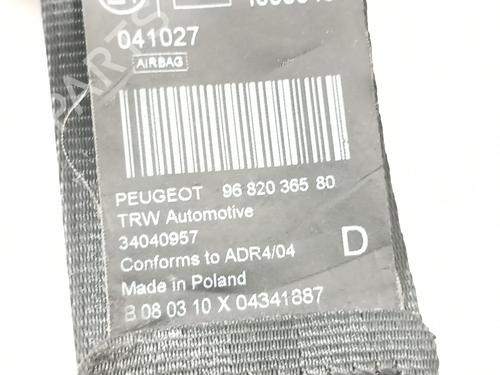 041027
AIRBAG
PEUGEOT 96 820 365 80
TRW Automotive
34040957
Conforms to ADR4/04 D
Made in Poland
B 08 03 10 X 04341887